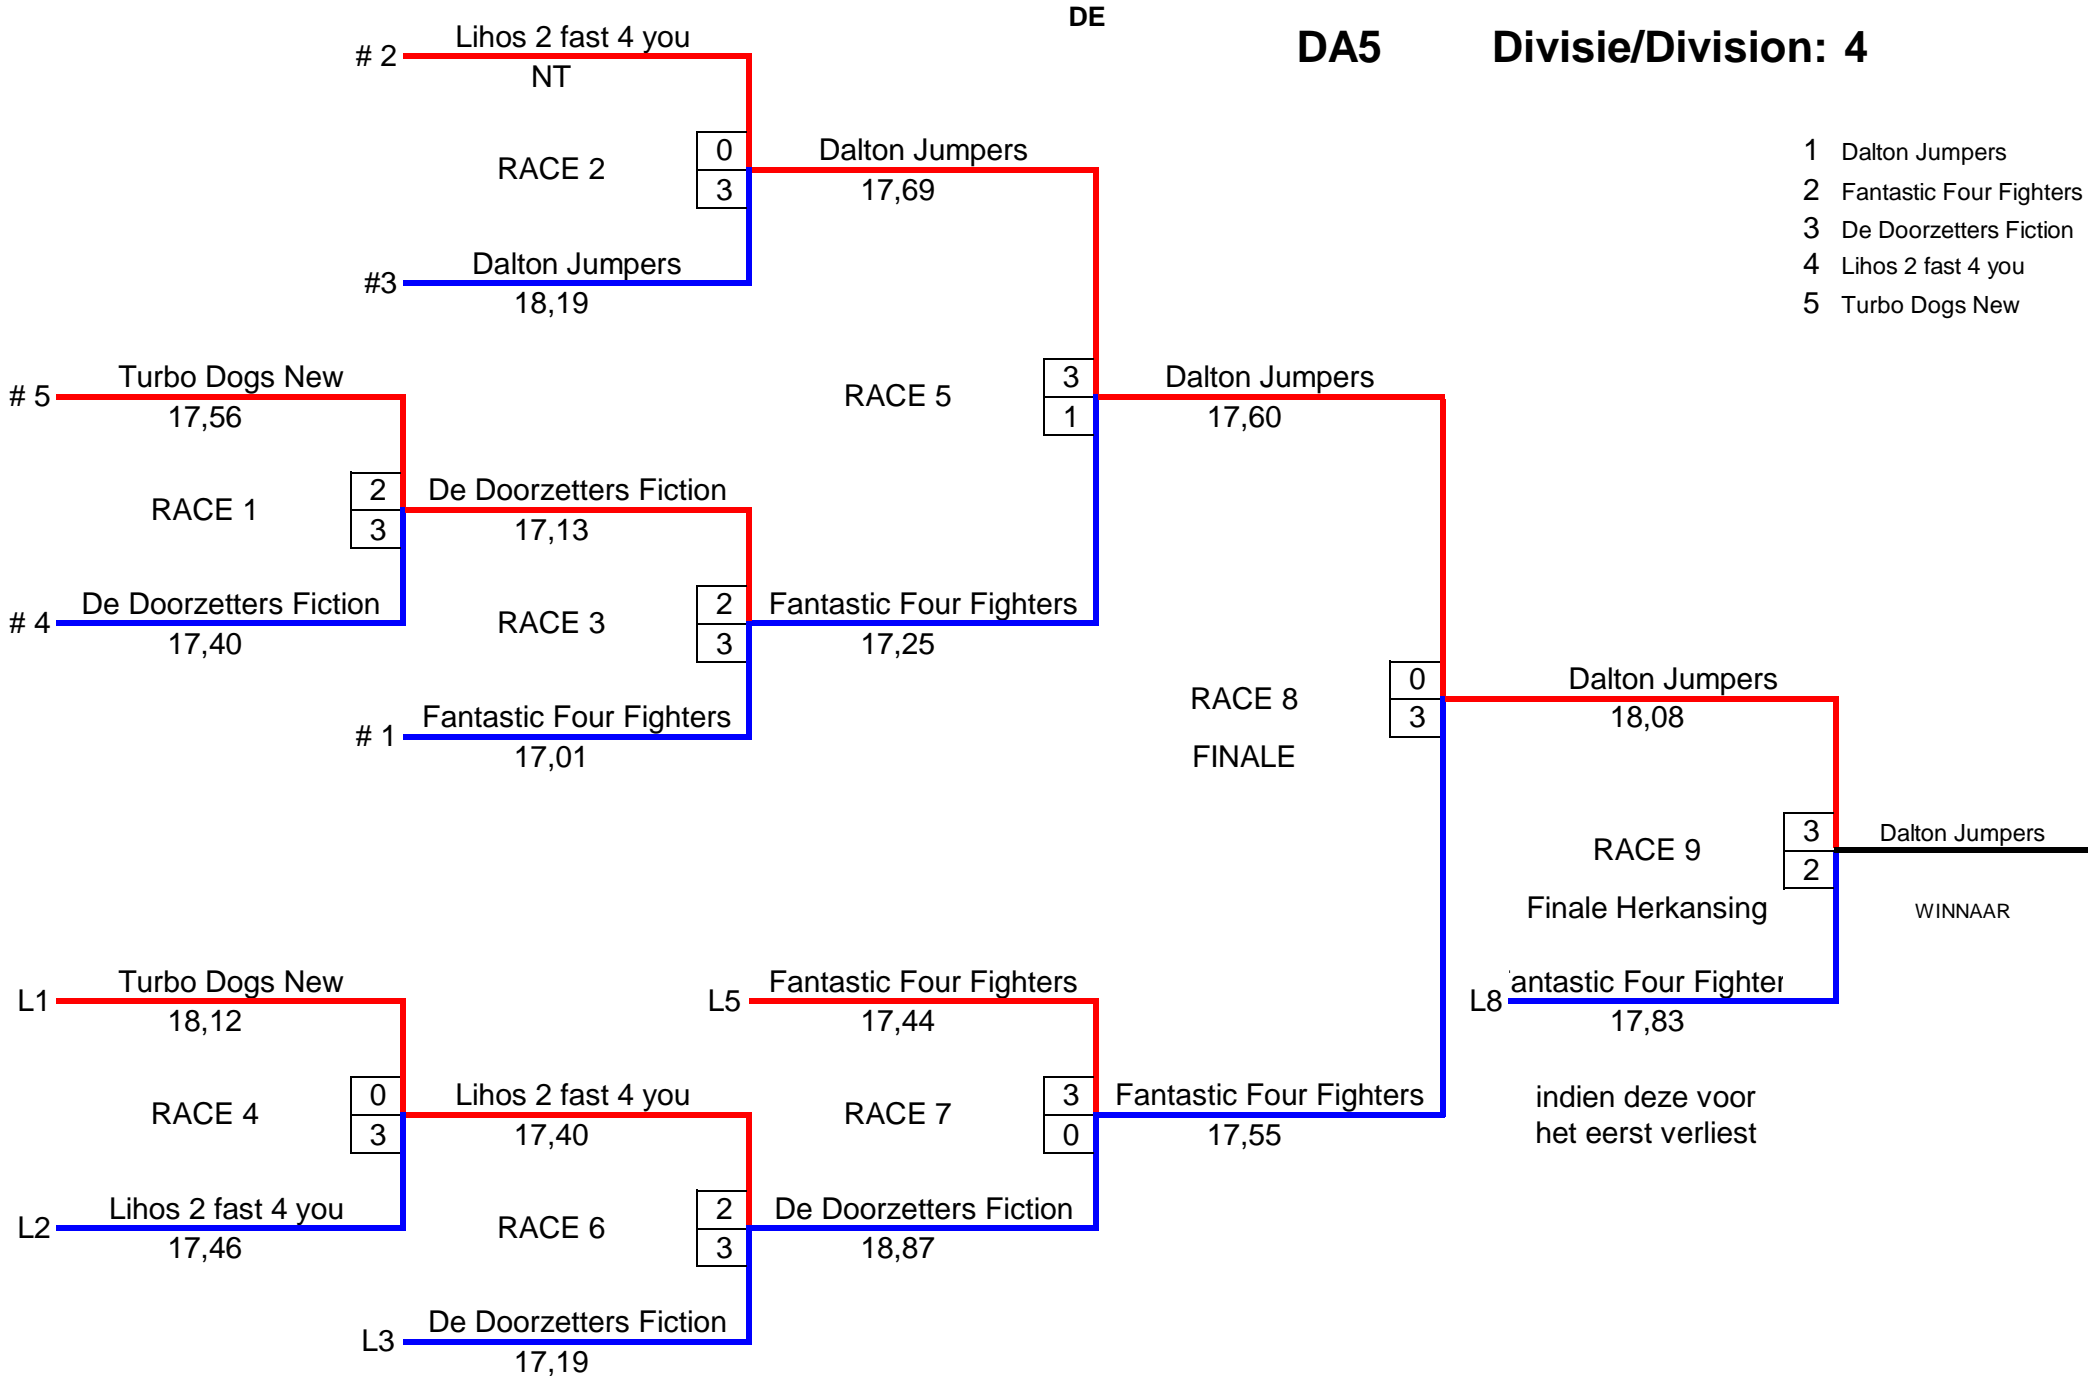 DE
DA5 Divisie/Division: 4
# 2 Lihos 2 fast 4 you
NT
RACE 2
0
3
#3 Dalton Jumpers
18,19
Dalton Jumpers
17,69
1 Dalton Jumpers
2 Fantastic Four Fighters
3 De Doorzetters Fiction
4 Lihos 2 fast 4 you
5 Turbo Dogs New
# 5 Turbo Dogs New
17,56
RACE 1
2
3
# 4 De Doorzetters Fiction
17,40
De Doorzetters Fiction
17,13
RACE 3
2
3
# 1 Fantastic Four Fighters
17,01
Fantastic Four Fighters
17,25
RACE 5
3
1
Dalton Jumpers
17,60
RACE 8
FINALE
0
3
Dalton Jumpers
18,08
RACE 9
3
2
Finale Herkansing
Dalton Jumpers
WINNAAR
L8 antastic Four Fighter
17,83
indien deze voor
het eerst verliest
L1 Turbo Dogs New
18,12
RACE 4
0
3
L2 Lihos 2 fast 4 you
17,46
Lihos 2 fast 4 you
17,40
RACE 6
2
3
L3 De Doorzetters Fiction
17,19
L5 Fantastic Four Fighters
17,44
RACE 7
3
0
De Doorzetters Fiction
18,87
Fantastic Four Fighters
17,55